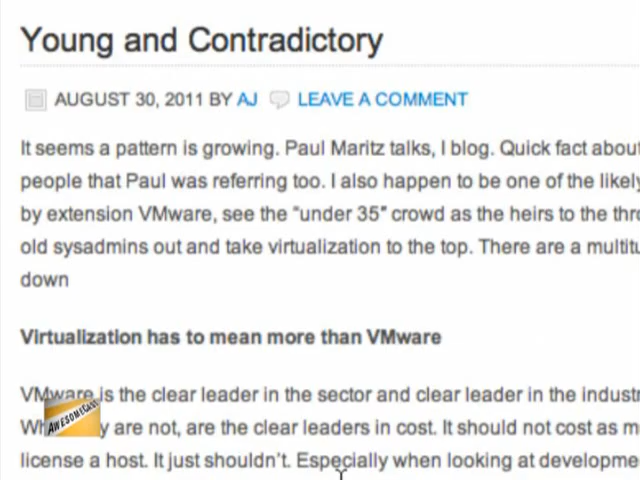 Young and Contradictory
AUGUST 30, 2011 BY AJ LEAVE A COMMENT
It seems a pattern is growing. Paul Maritz talks, I blog. Quick fact about
people that Paul was referring too. I also happen to be one of the likely
by extension VMware, see the "under 35" crowd as the heirs to the
old sysadmins out and take virtualization to the top. There are a
down
Virtualization has to mean more than VMware
VMware is the clear leader in the sector and clear leader in the
are not, are the clear leaders in cost. It should not cost as
license a host. It just shouldn't. Especially when looking at
AWESOMECAST